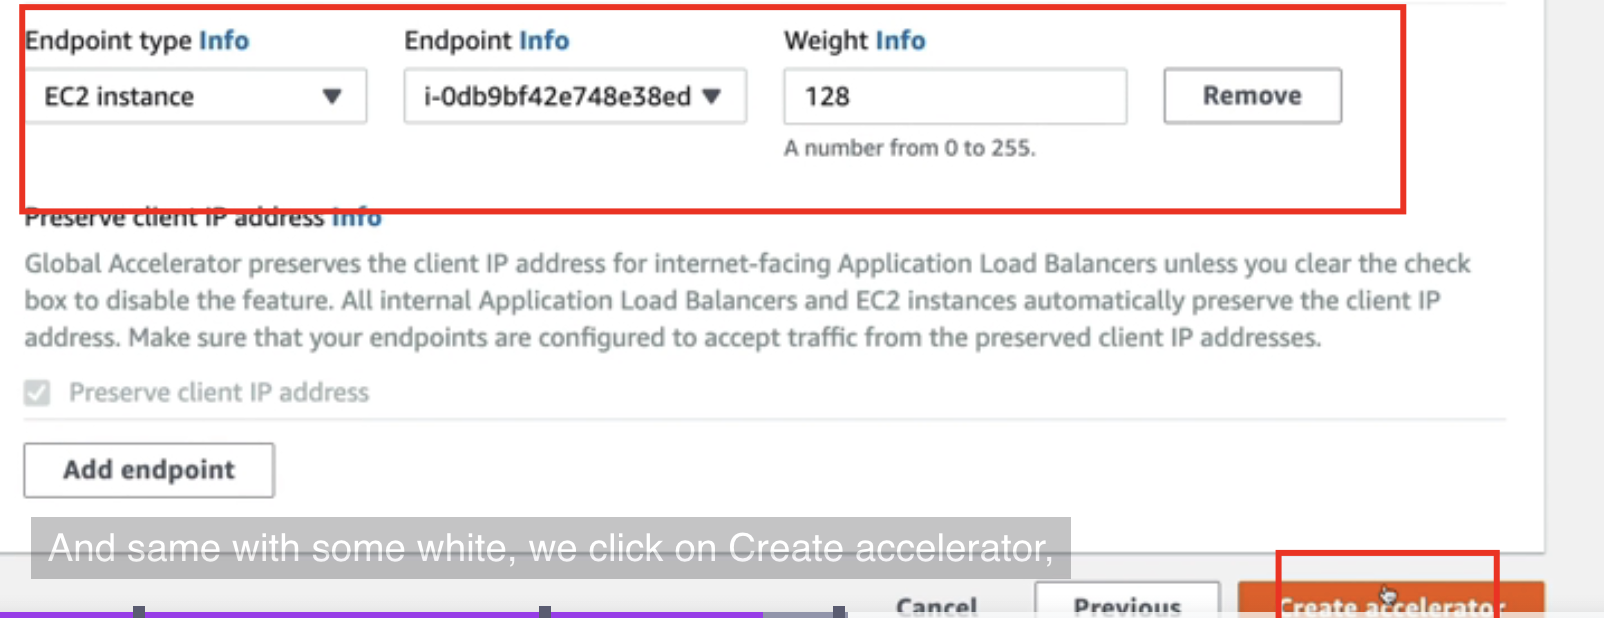 Endpoint type Info Endpoint Info Weight Info
EC2 instance i-0db9bf42e748e38ed 128 Remove
A number from 0 to 255.
Preserve client IP address Info
Global Accelerator preserves the client IP address for internet-facing Application Load Balancers unless you clear the check
box to disable the feature. All internal Application Load Balancers and EC2 instances automatically preserve the client IP
address. Make sure that your endpoints are configured to accept traffic from the preserved client IP addresses.
Preserve client IP address
Add endpoint
And same with some white, we click on Create accelerator,
Cancel Previous Create accelerator